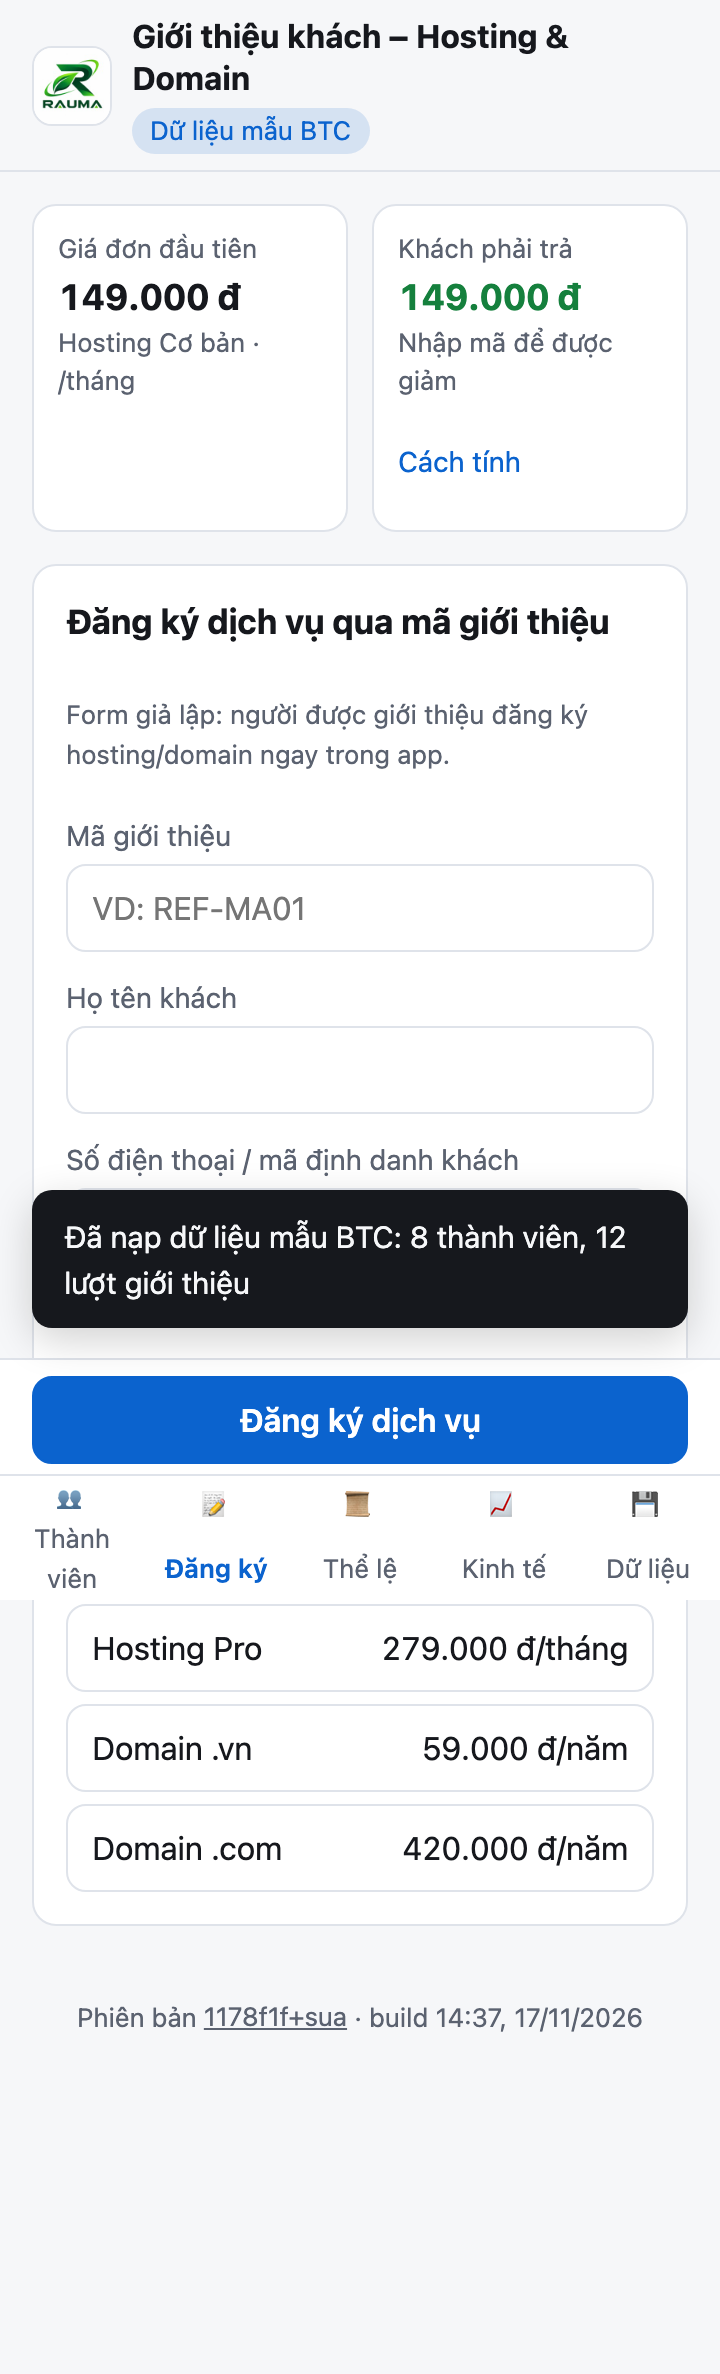 RAUMA
Giới thiệu khách – Hosting &
Domain
Dữ liệu mẫu BTC
Giá đơn đầu tiên
149.000 đ
Hosting Cơ bản ·
/tháng
Khách phải trả
149.000 đ
Nhập mã để được
giảm
Cách tính
Đăng ký dịch vụ qua mã giới thiệu
Form giả lập: người được giới thiệu đăng ký
hosting/domain ngay trong app.
Mã giới thiệu
VD: REF-MA01
Họ tên khách
Số điện thoại / mã định danh khách
Đã nạp dữ liệu mẫu BTC: 8 thành viên, 12
lượt giới thiệu
Đăng ký dịch vụ
Thành
viên
Đăng ký
Thể lệ
Kinh tế
Dữ liệu
Hosting Pro 279.000 đ/tháng
Domain .vn 59.000 đ/năm
Domain .com 420.000 đ/năm
Phiên bản 1178f1f+sua · build 14:37, 17/11/2026